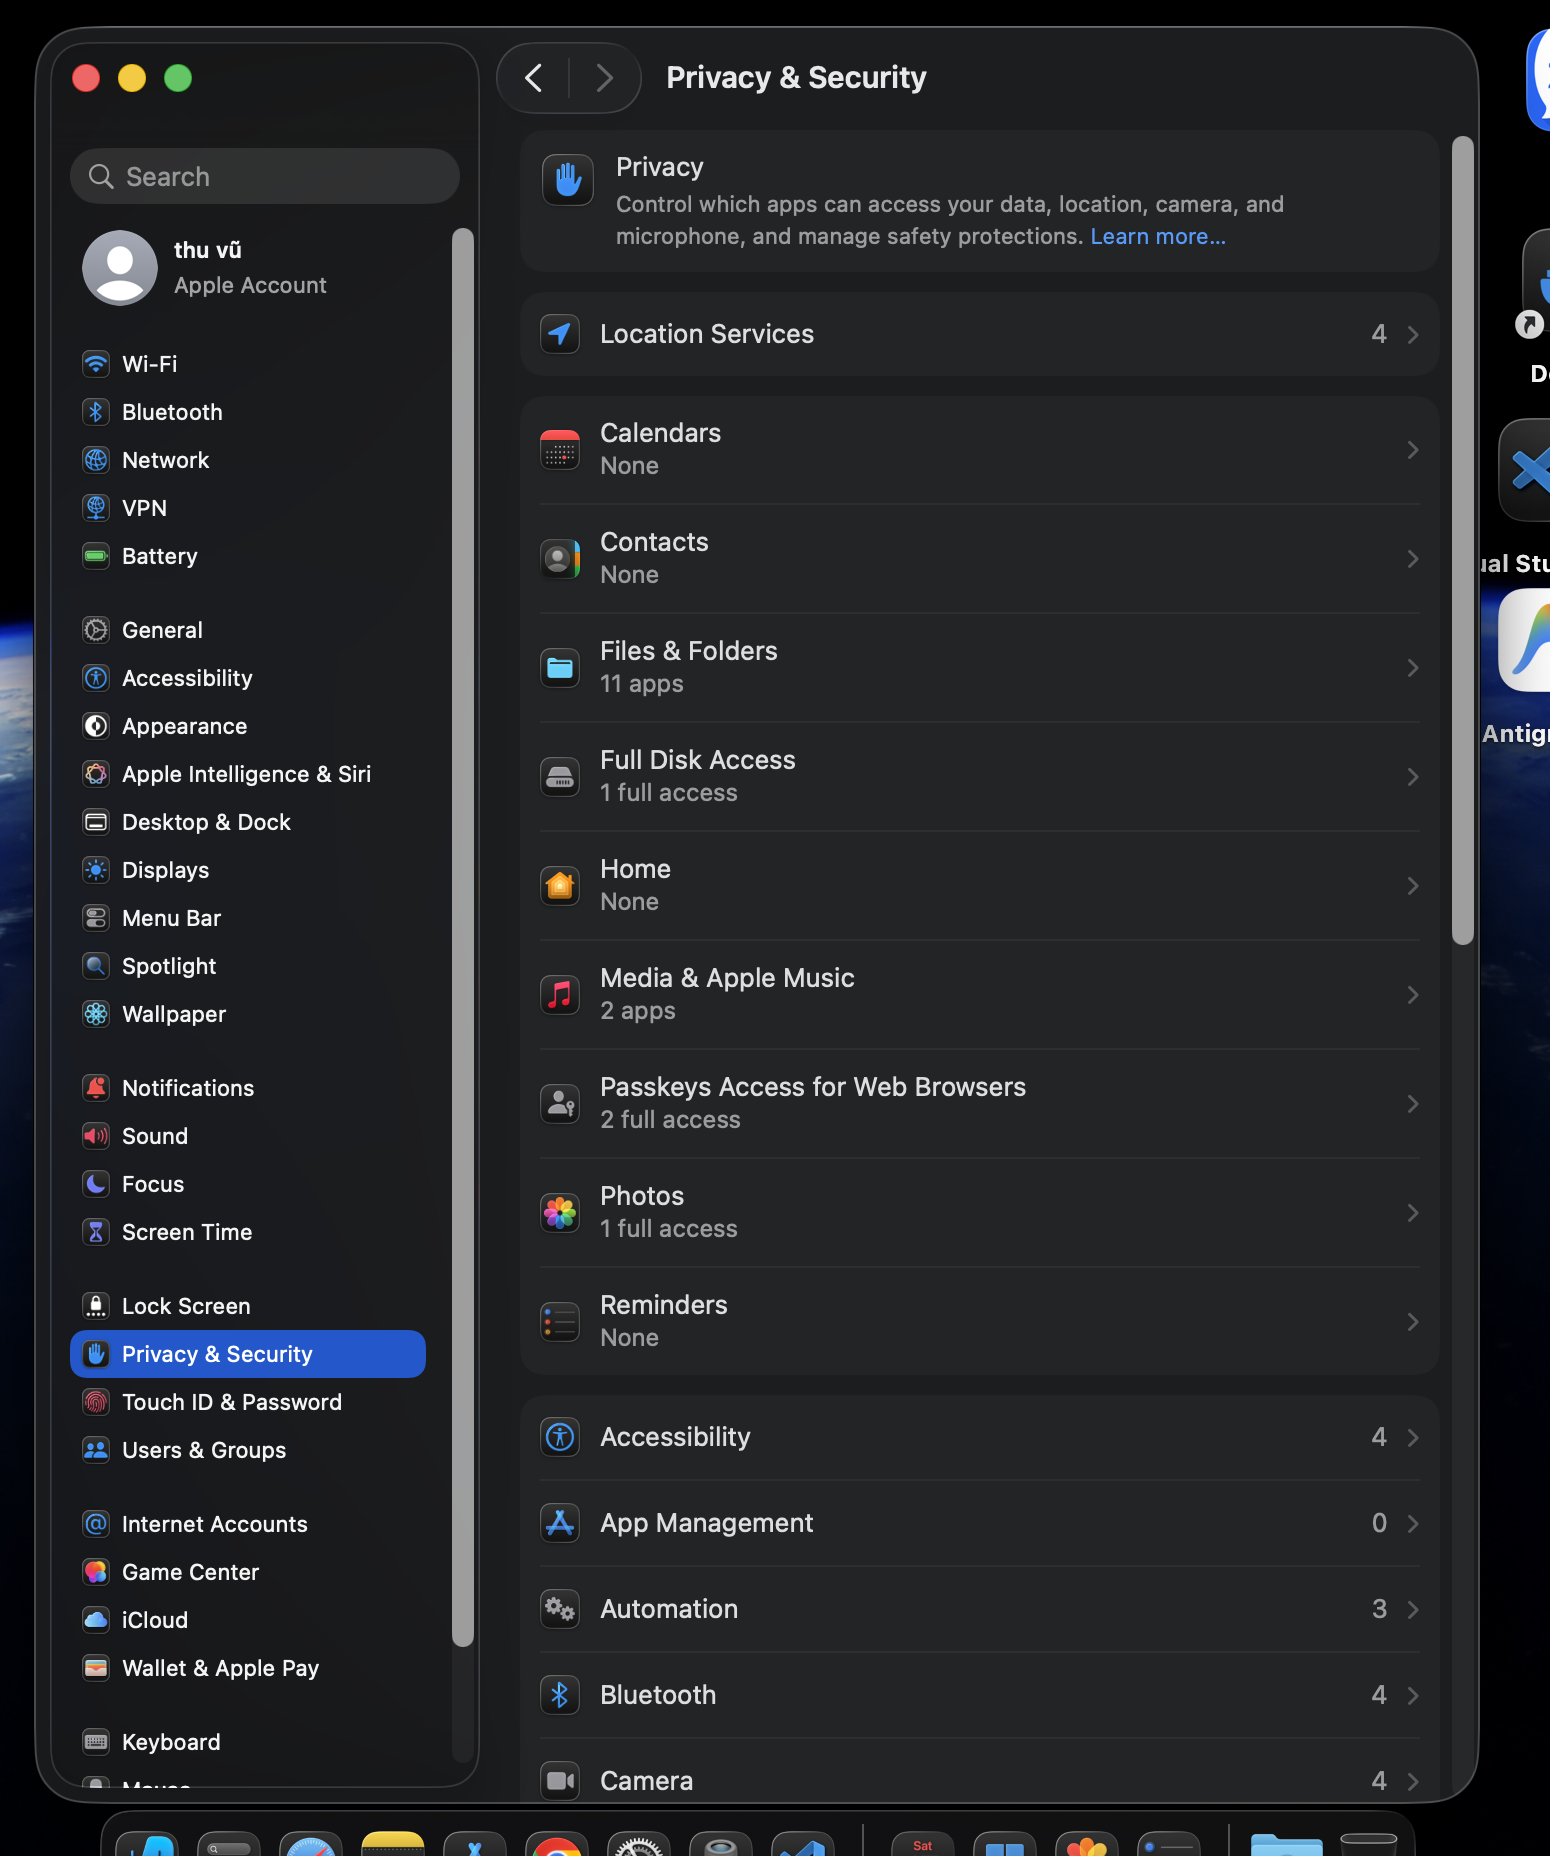 Privacy & Security
Search
thu vũ
Apple Account
Wi-Fi
Bluetooth
Network
VPN
Battery
General
Accessibility
Appearance
Apple Intelligence & Siri
Desktop & Dock
Displays
Menu Bar
Spotlight
Wallpaper
Notifications
Sound
Focus
Screen Time
Lock Screen
Privacy & Security
Touch ID & Password
Users & Groups
Internet Accounts
Game Center
iCloud
Wallet & Apple Pay
Keyboard
Privacy
Control which apps can access your data, location, camera, and
microphone, and manage safety protections. Learn more...
Location Services 4
Calendars
None
Contacts
None
Files & Folders
11 apps
Full Disk Access
1 full access
Home
None
Media & Apple Music
2 apps
Passkeys Access for Web Browsers
2 full access
Photos
1 full access
Reminders
None
Accessibility 4
App Management 0
Automation 3
Bluetooth 4
Camera 4
Sat